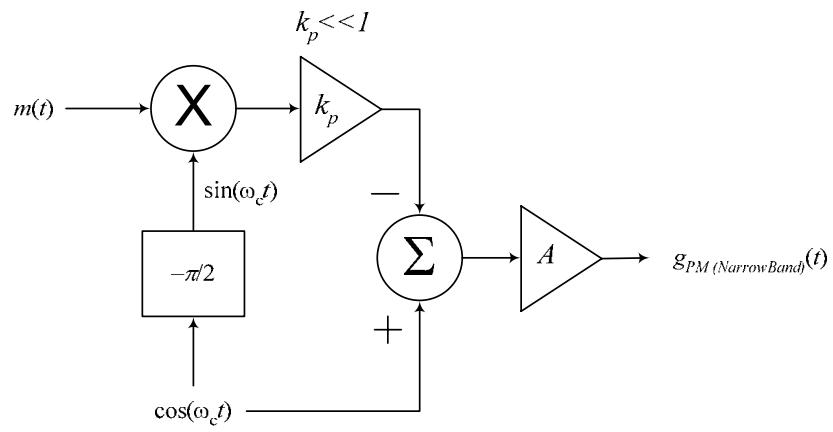 k_p<<1
m(t)
X
k_p
sin(ω_c t)
−
−π/2
Σ
A
g_PM (NarrowBand)(t)
+
cos(ω_c t)